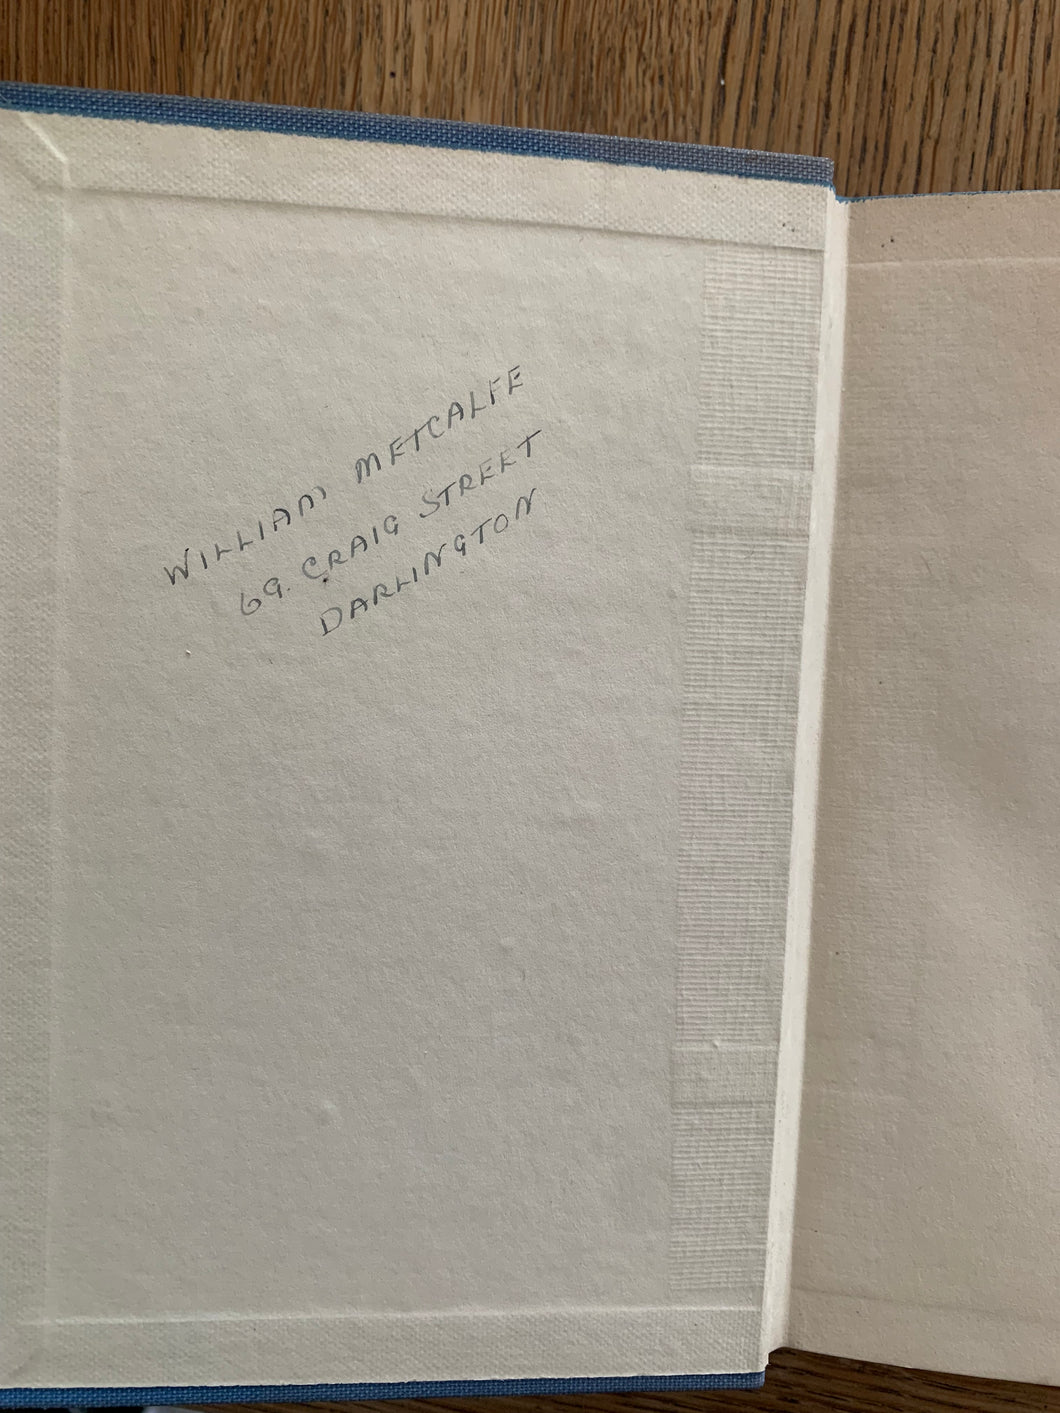 WILLIAM METCALFE
69. CRAIG STREET
DARLINGTON